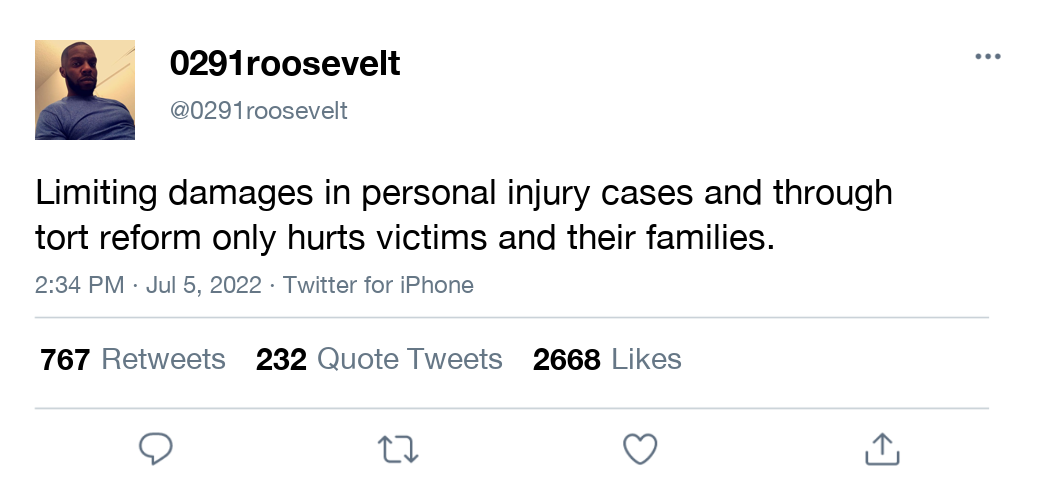 0291roosevelt
@0291roosevelt
Limiting damages in personal injury cases and through
tort reform only hurts victims and their families.
2:34 PM · Jul 5, 2022 · Twitter for iPhone
767 Retweets 232 Quote Tweets 2668 Likes